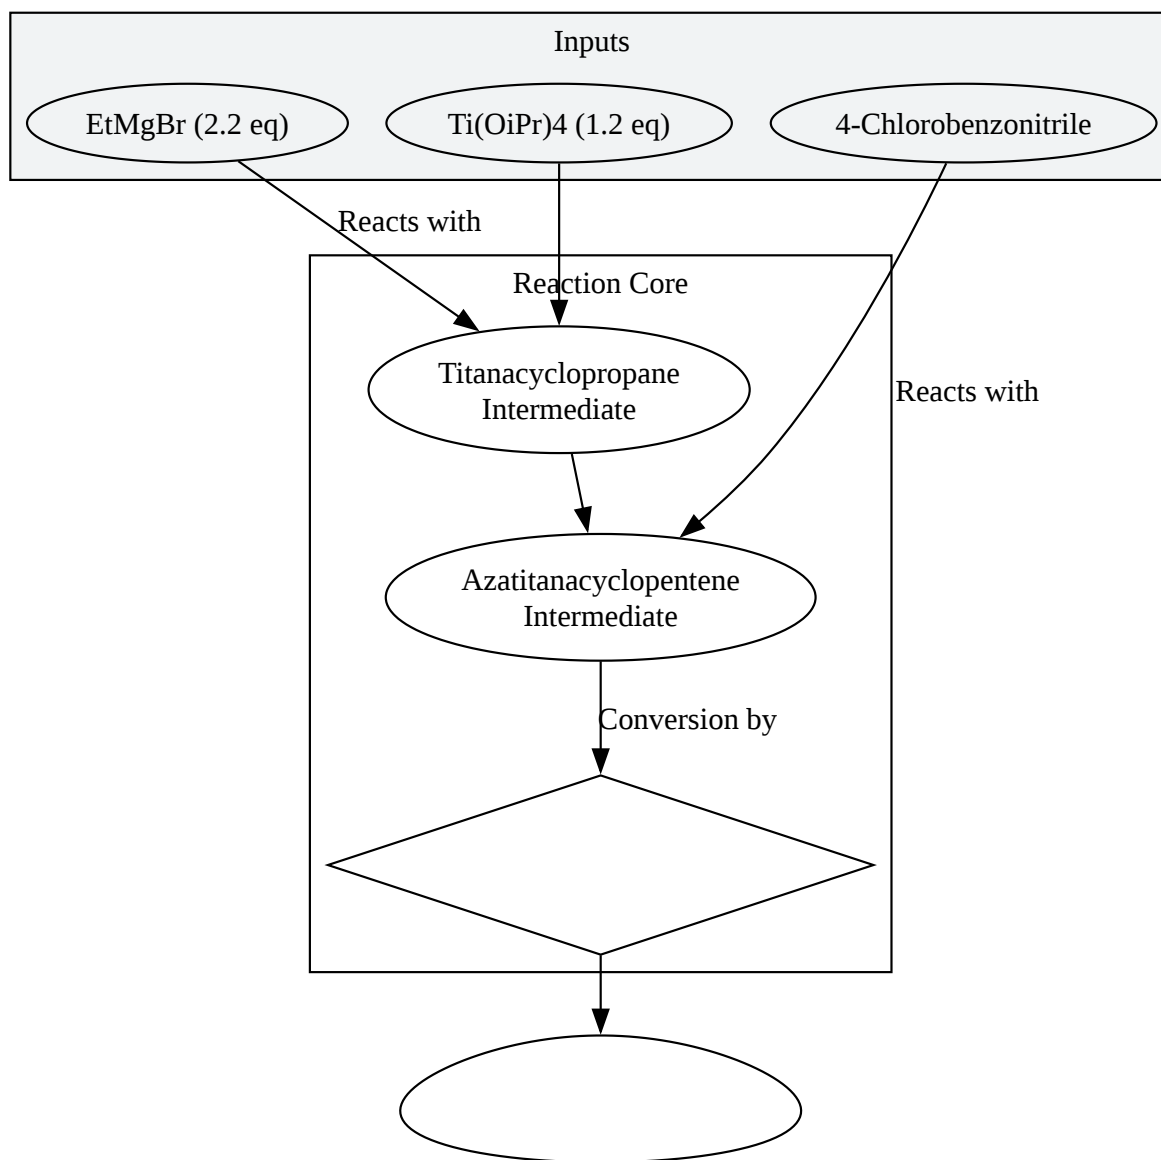 Inputs
EtMgBr (2.2 eq)
Ti(OiPr)4 (1.2 eq)
4-Chlorobenzonitrile
Reacts with
Reaction Core
Titanacyclopropane
Intermediate
Reacts with
Azatitanacyclopentene
Intermediate
Conversion by